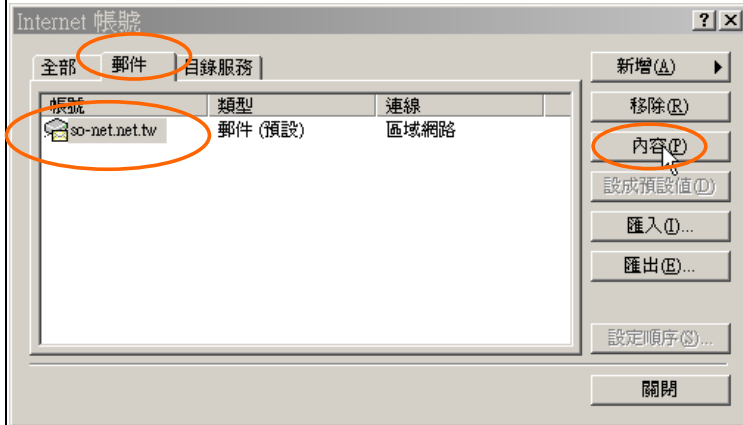 Internet 帳號
全部 郵件 目錄服務
帳號 類型 連線
so-net.net.tw 郵件 (預設) 區域網路
新增(A)
移除(R)
內容(P)
設成預設值(D)
匯入(I)...
匯出(E)...
設定順序(S)...
關閉